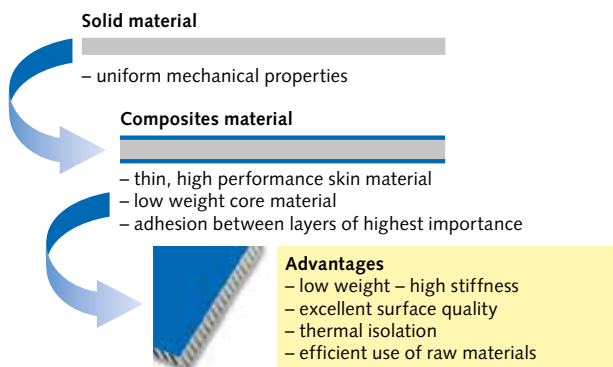 Solid material
– uniform mechanical properties
Composites material
– thin, high performance skin material
– low weight core material
– adhesion between layers of highest importance
Advantages
– low weight – high stiffness
– excellent surface quality
– thermal isolation
– efficient use of raw materials